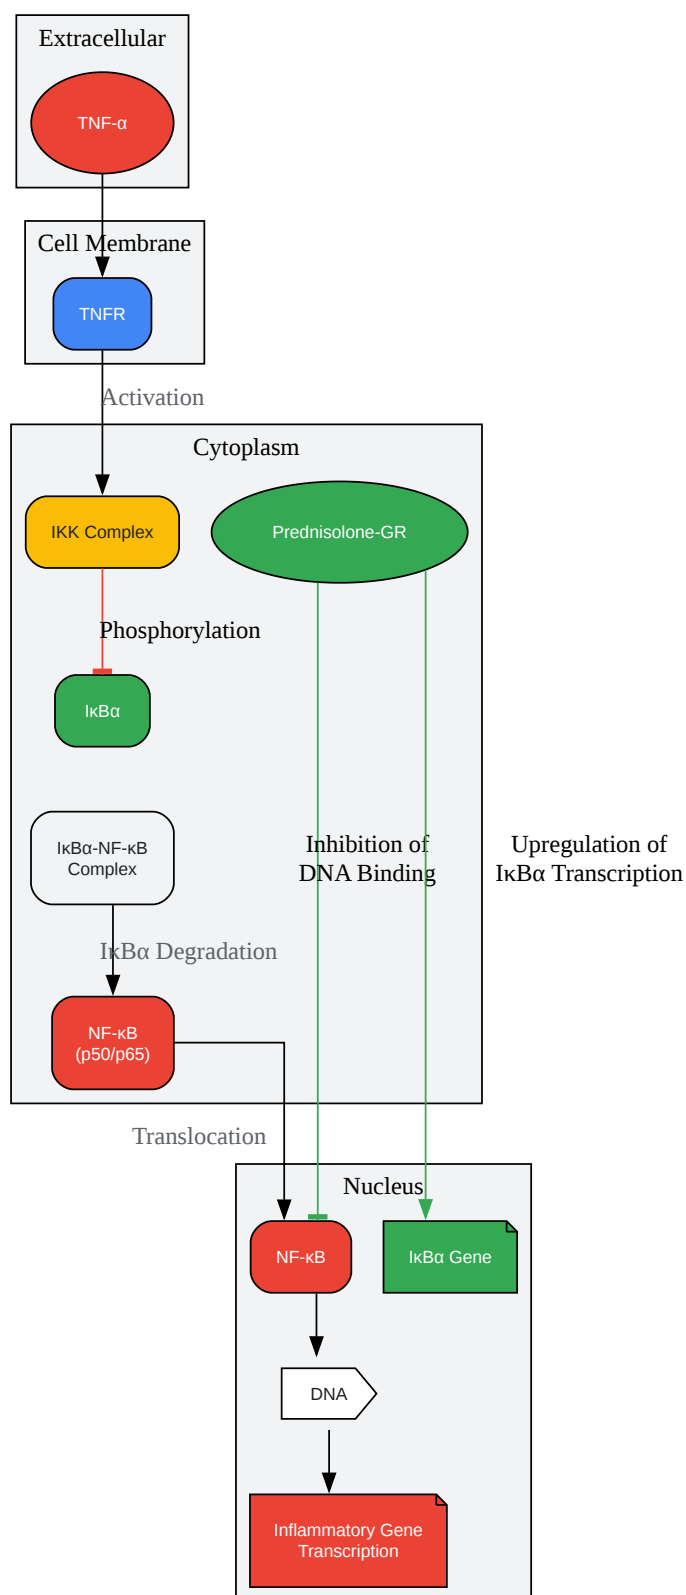 Extracellular
TNF-α
Cell Membrane
TNFR
Activation
Cytoplasm
IKK Complex
Prednisolone-GR
Phosphorylation
IκBα
IκBα-NF-κB
Complex
Inhibition of
DNA Binding
Upregulation of
IκBα Transcription
IκBα Degradation
NF-κB
(p50/p65)
Translocation
Nucleus
NF-κB
IκBα Gene
DNA
Inflammatory Gene
Transcription